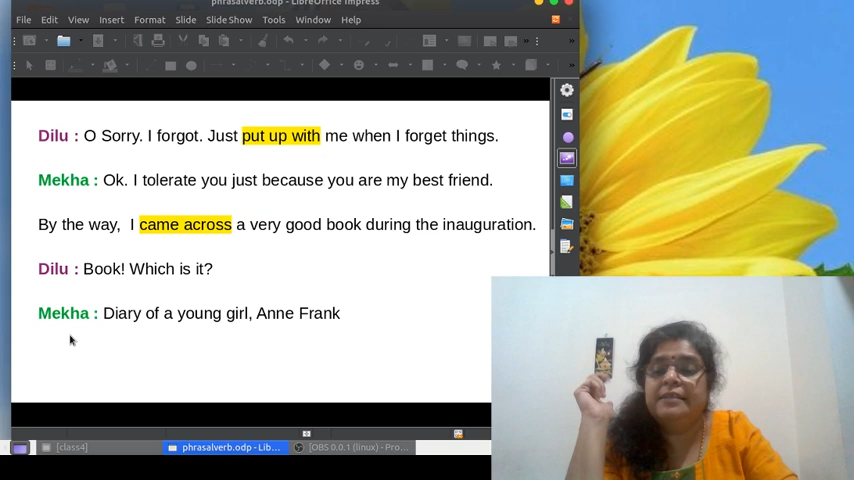 phrasalverb.odp - LibreOffice Impress
File Edit View Insert Format Slide Slide Show Tools Window Help
Dilu : O Sorry. I forgot. Just put up with me when I forget things.
Mekha : Ok. I tolerate you just because you are my best friend.
By the way, I came across a very good book during the inauguration.
Dilu : Book! Which is it?
Mekha : Diary of a young girl, Anne Frank
[class4] phrasalverb.odp - Lib... [OBS 0.0.1 (linux) - Pro...